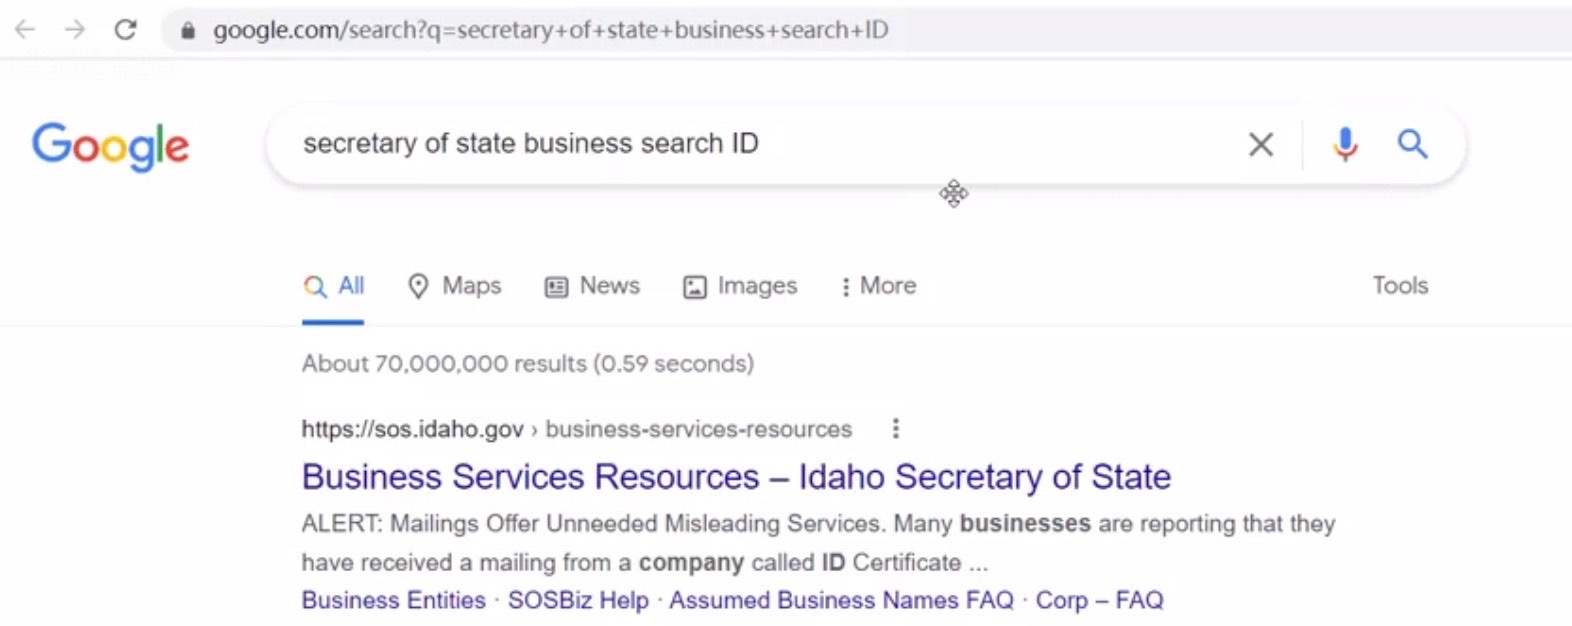 google.com/search?q=secretary+of+state+business+search+ID
Google
secretary of state business search ID
All Maps News Images More Tools
About 70,000,000 results (0.59 seconds)
https://sos.idaho.gov › business-services-resources
Business Services Resources – Idaho Secretary of State
ALERT: Mailings Offer Unneeded Misleading Services. Many businesses are reporting that they
have received a mailing from a company called ID Certificate ...
Business Entities · SOSBiz Help · Assumed Business Names FAQ · Corp – FAQ